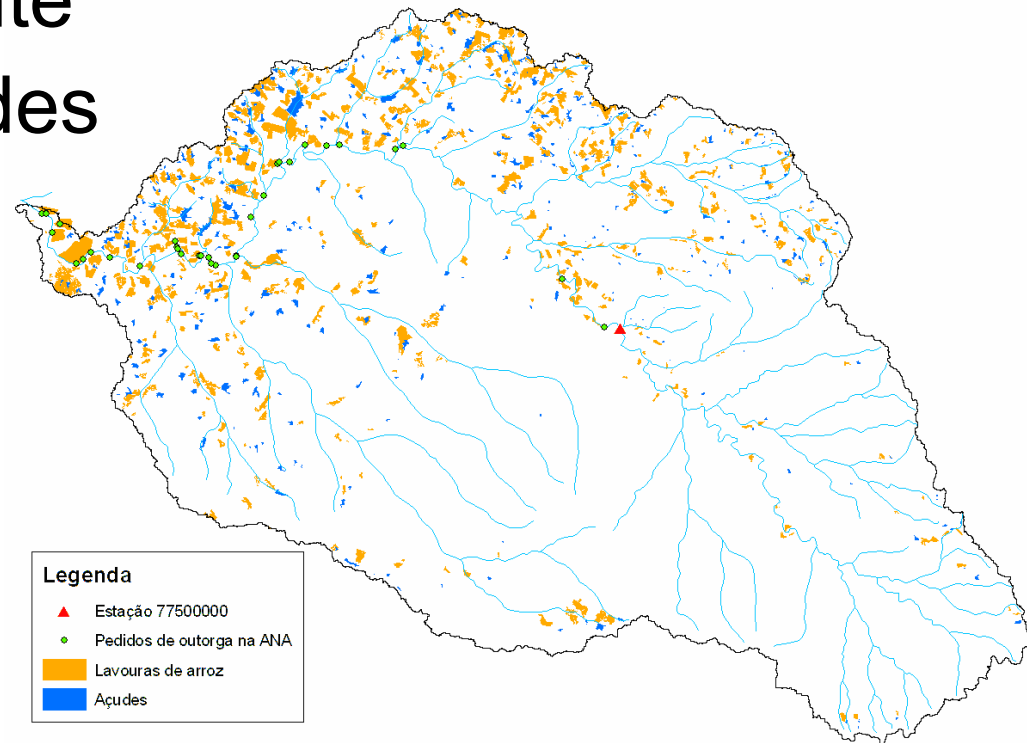 Legenda
Estação 77500000
Pedidos de outorga na ANA
Lavouras de arroz
Açudes